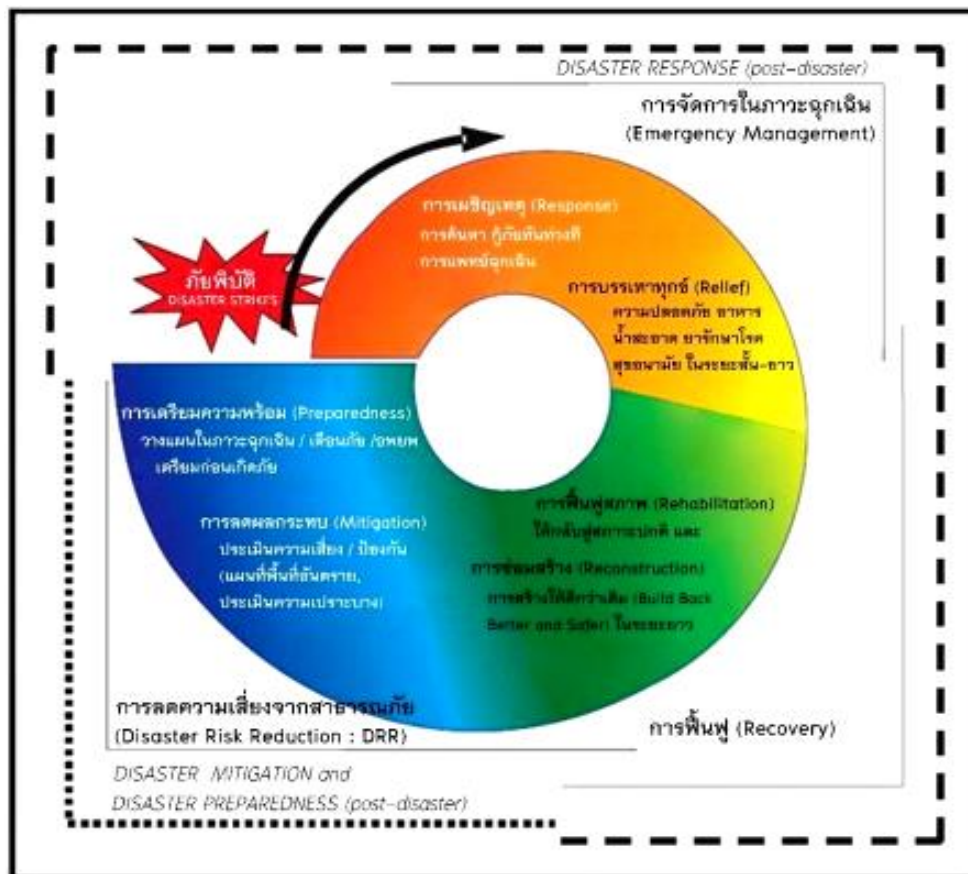 DISASTER RESPONSE (post-disaster)
การจัดการในภาวะฉุกเฉิน
(Emergency Management)
การเผชิญเหตุ (Response)
การค้นหา กู้ภัยทันท่วงที
การแพทย์ฉุกเฉิน
ภัยพิบัติ
DISASTER STRIKES
การบรรเทาทุกข์ (Relief)
ความปลอดภัย อาหาร
น้ำสะอาด ยารักษาโรค
สุขอนามัย ในระยะสั้น-ยาว
การเตรียมความพร้อม (Preparedness)
วางแผนในภาวะฉุกเฉิน / เตือนภัย /อพยพ
เตรียมก่อนเกิดภัย
การลดผลกระทบ (Mitigation)
ประเมินความเสี่ยง / ป้องกัน
(แผนที่พื้นที่อันตราย,
ประเมินความเปราะบาง)
การฟื้นฟูสภาพ (Rehabilitation)
ให้กลับสู่สภาวะปกติ และ
การซ่อมสร้าง (Reconstruction)
การสร้างให้ดีกว่าเดิม (Build Back
Better and Safer) ในระยะยาว
การลดความเสี่ยงจากสาธารณภัย
(Disaster Risk Reduction : DRR)
การฟื้นฟู (Recovery)
DISASTER MITIGATION and
DISASTER PREPAREDNESS (post-disaster)